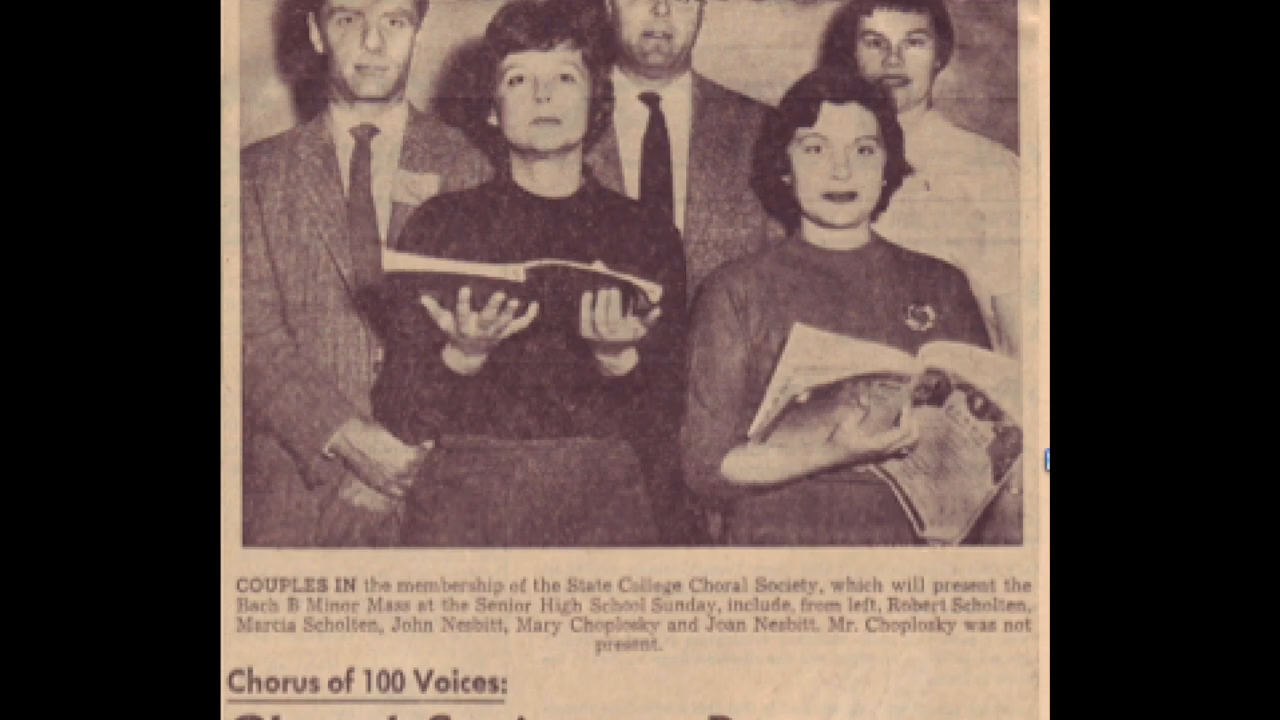 COUPLES IN the membership of the State College Choral Society, which will present the
Bach B Minor Mass at the Senior High School Sunday, include, from left, Robert Scholten,
Marcia Scholten, John Nesbitt, Mary Choplosky and Joan Nesbitt. Mr. Choplosky was not
present.
Chorus of 100 Voices: